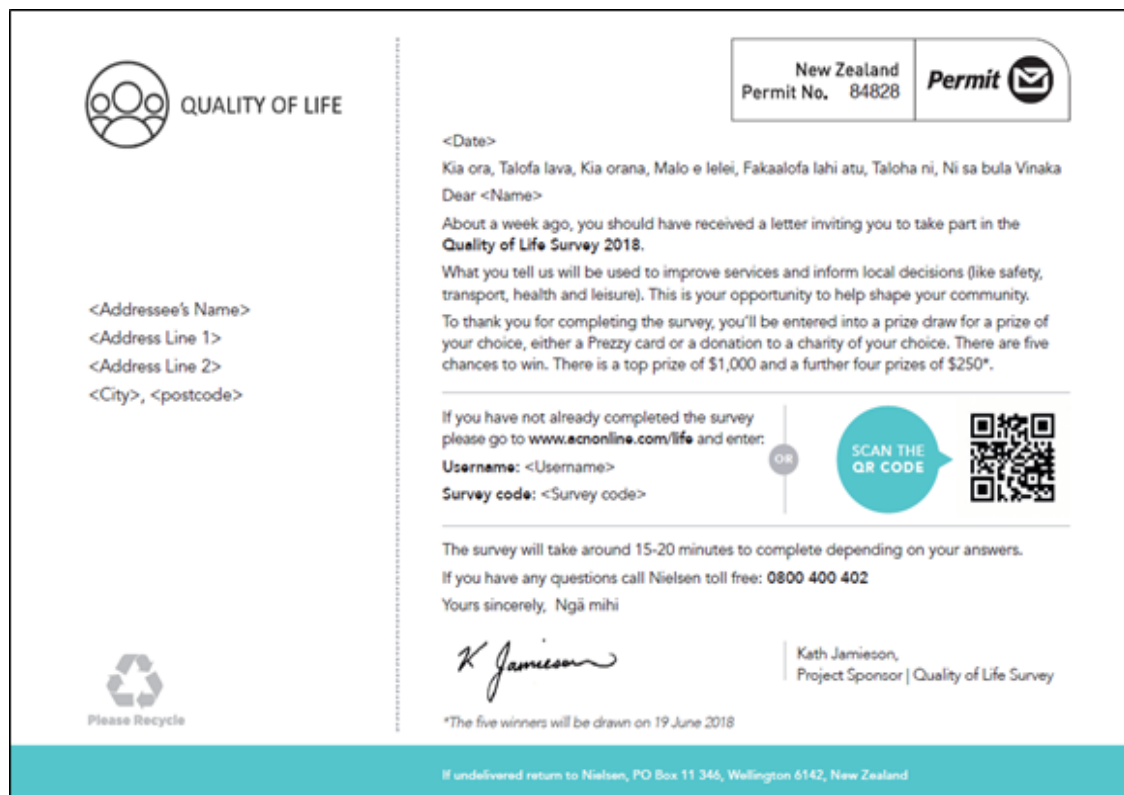 QUALITY OF LIFE
<Addressee's Name>
<Address Line 1>
<Address Line 2>
<City>, <postcode>
Please Recycle
New Zealand
Permit No. 84828
Permit
<Date>
Kia ora, Talofa lava, Kia orana, Malo e lelei, Fakaalofa lahi atu, Taloha ni, Ni sa bula Vinaka
Dear <Name>
About a week ago, you should have received a letter inviting you to take part in the
Quality of Life Survey 2018.
What you tell us will be used to improve services and inform local decisions (like safety,
transport, health and leisure). This is your opportunity to help shape your community.
To thank you for completing the survey, you'll be entered into a prize draw for a prize of
your choice, either a Prezzy card or a donation to a charity of your choice. There are five
chances to win. There is a top prize of $1,000 and a further four prizes of $250*.
If you have not already completed the survey
please go to www.acnonline.com/life and enter:
Username: <Username>
Survey code: <Survey code>
OR
SCAN THE
QR CODE
The survey will take around 15-20 minutes to complete depending on your answers.
If you have any questions call Nielsen toll free: 0800 400 402
Yours sincerely, Ngā mihi
K Jamieson
Kath Jamieson,
Project Sponsor | Quality of Life Survey
*The five winners will be drawn on 19 June 2018
If undelivered return to Nielsen, PO Box 11 346, Wellington 6142, New Zealand